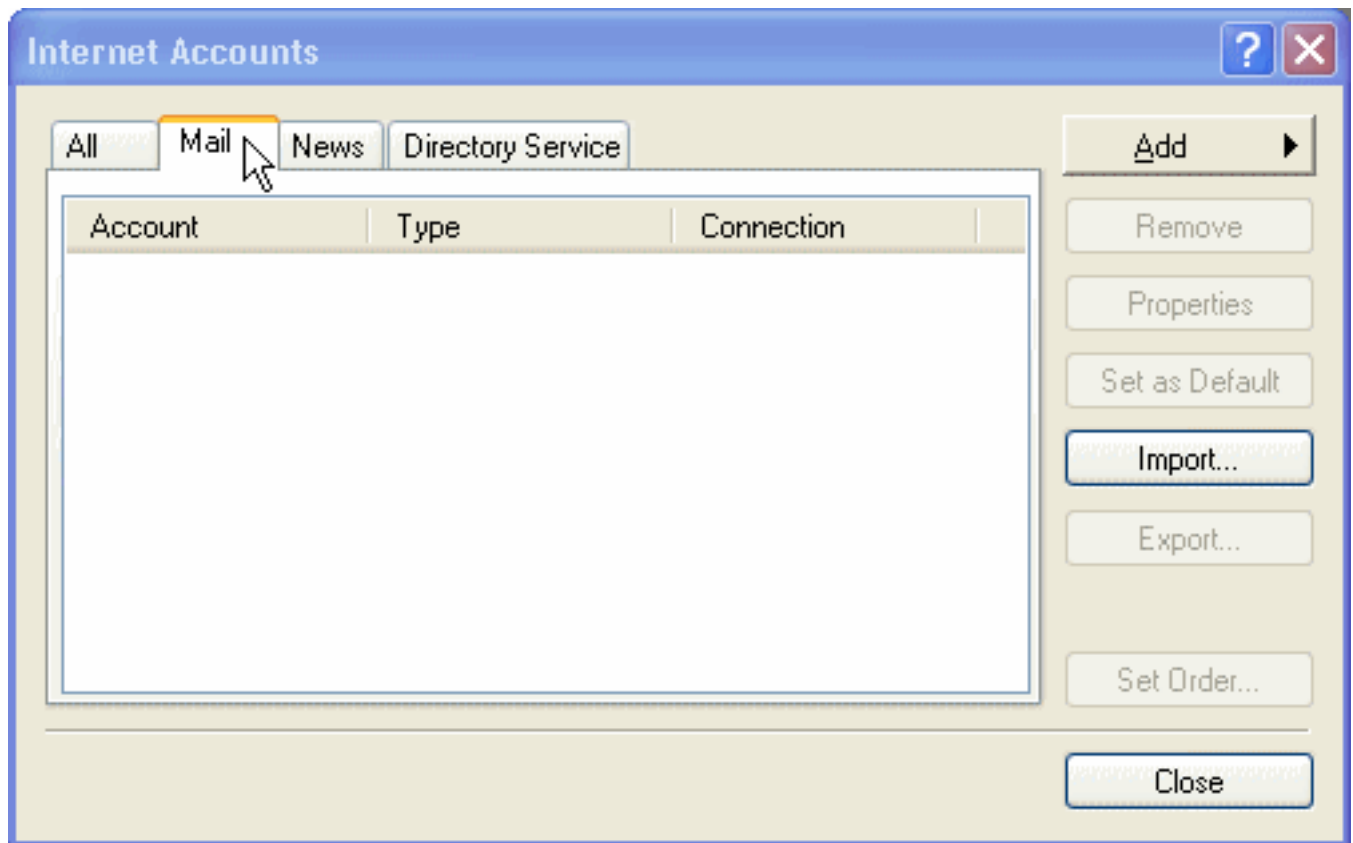 Internet Accounts
All Mail News Directory Service
Add
Account Type Connection
Remove
Properties
Set as Default
Import...
Export...
Set Order...
Close